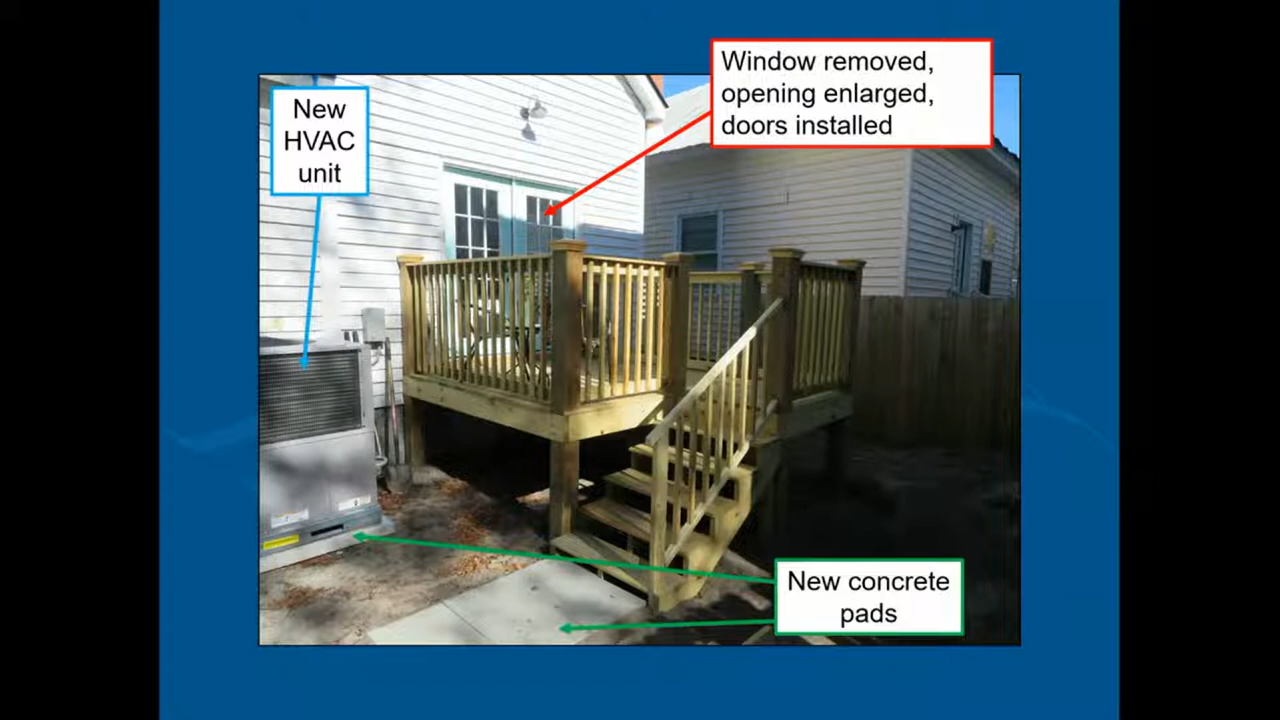 Window removed,
opening enlarged,
doors installed
New
HVAC
unit
New concrete
pads